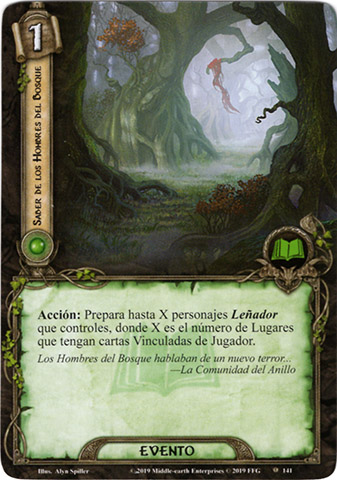 1
Saber de los Hombres del Bosque
Acción: Prepara hasta X personajes Leñador
que controles, donde X es el número de Lugares
que tengan cartas Vinculadas de Jugador.
Los Hombres del Bosque hablaban de un nuevo terror...
—La Comunidad del Anillo
EVENTO
Illus. Alyn Spiller ©2019 Middle-earth Enterprises © 2019 FFG 141